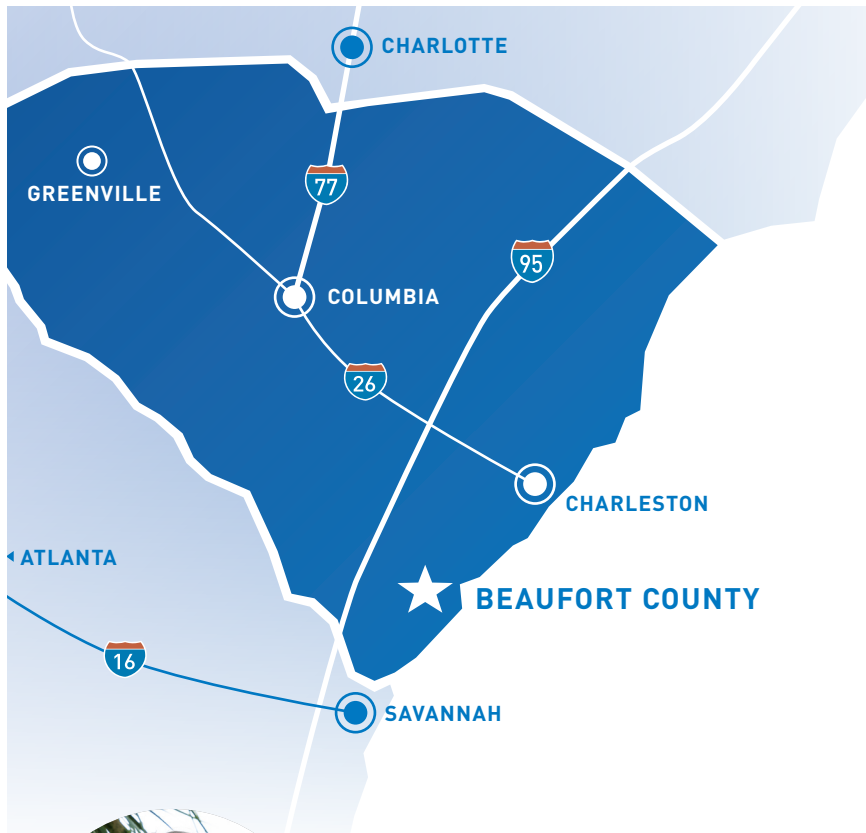 CHARLOTTE
GREENVILLE
77
95
COLUMBIA
26
CHARLESTON
ATLANTA
BEAUFORT COUNTY
16
SAVANNAH